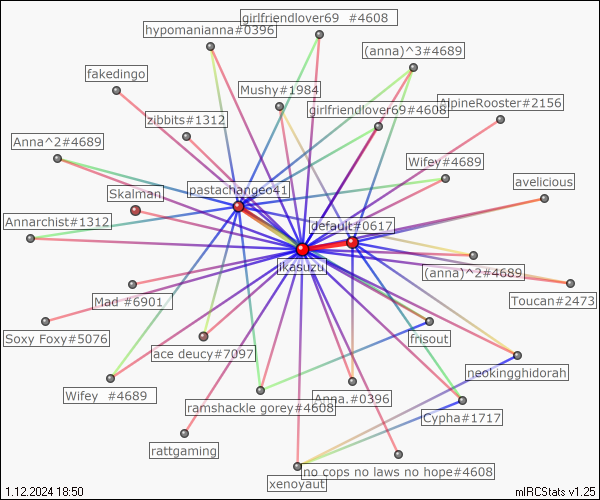 girlfriendlover69  #4608
hypomanianna#0396
(anna)^3#4689
fakedingo
Mushy#1984
girlfriendlover69#4608
AlpineRooster#2156
zibbits#1312
Anna^2#4689
Wifey#4689
Skalman
pastachangeo41
avelicious
Annarchist#1312
default#0617
ikasuzu
(anna)^2#4689
Mad #6901
Toucan#2473
Soxy Foxy#5076
ace deucy#7097
frisout
neokingghidorah
Wifey  #4689
ramshackle gorey#4608
Anna.#0396
Cypha#1717
rattgaming
no cops no laws no hope#4608
xenoyaut
1.12.2024 18:50
mIRCStats v1.25